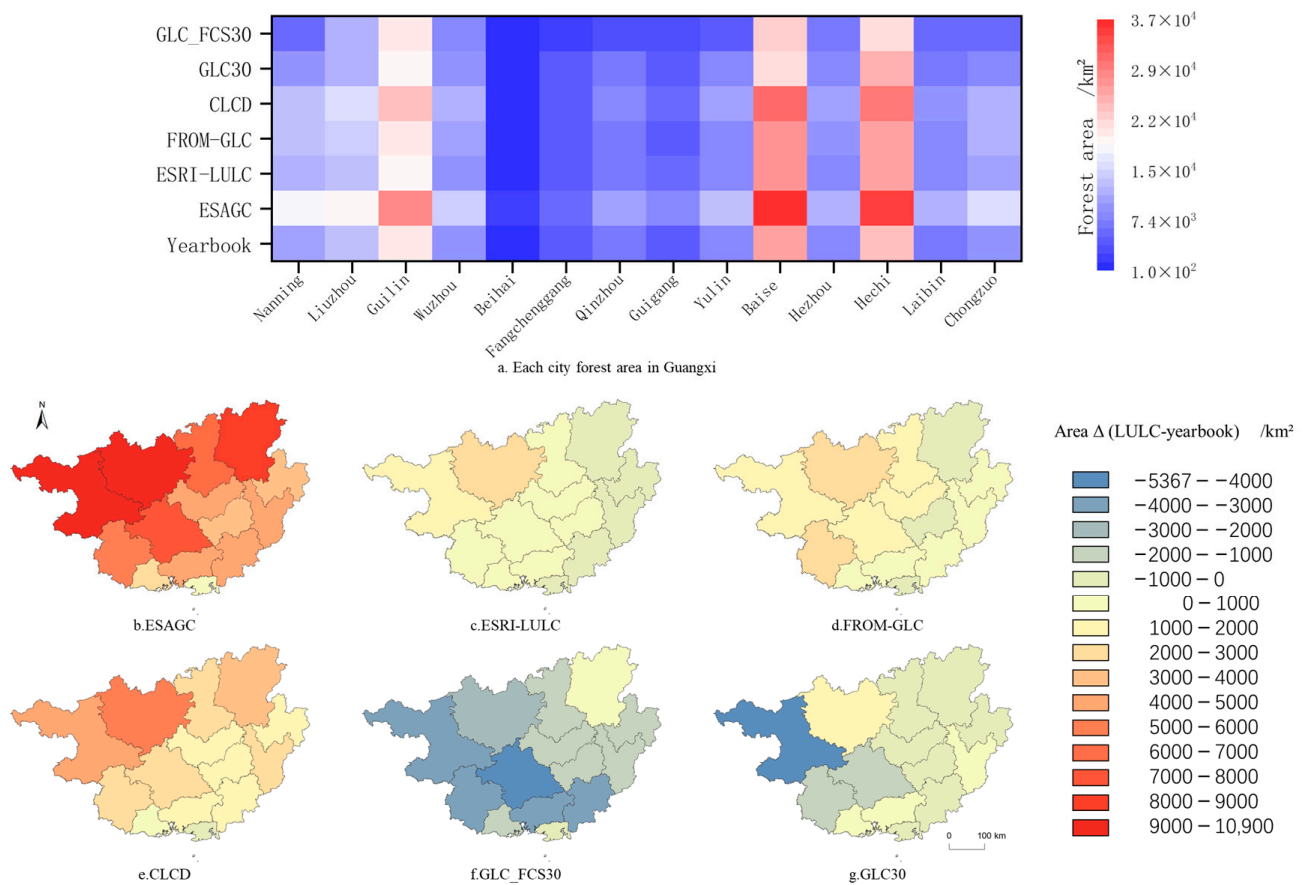 GLC_FCS30
GLC30
CLCD
FROM-GLC
ESRI-LULC
ESAGC
Yearbook
Nanning
Liuzhou
Guilin
Wuzhou
Beihai
Fangchenggang
Qinzhou
Guigang
Yulin
Baise
Hezhou
Hechi
Laibin
Chongzuo
Forest area /km²
3.7×10⁴
2.9×10⁴
2.2×10⁴
1.5×10⁴
7.4×10³
1.0×10²
a. Each city forest area in Guangxi
N
b.ESAGC
c.ESRI-LULC
d.FROM-GLC
e.CLCD
f.GLC_FCS30
g.GLC30
0 100 km
Area Δ (LULC-yearbook) /km²
−5367 − −4000
−4000 − −3000
−3000 − −2000
−2000 − −1000
−1000 − 0
0 − 1000
1000 − 2000
2000 − 3000
3000 − 4000
4000 − 5000
5000 − 6000
6000 − 7000
7000 − 8000
8000 − 9000
9000 − 10,900